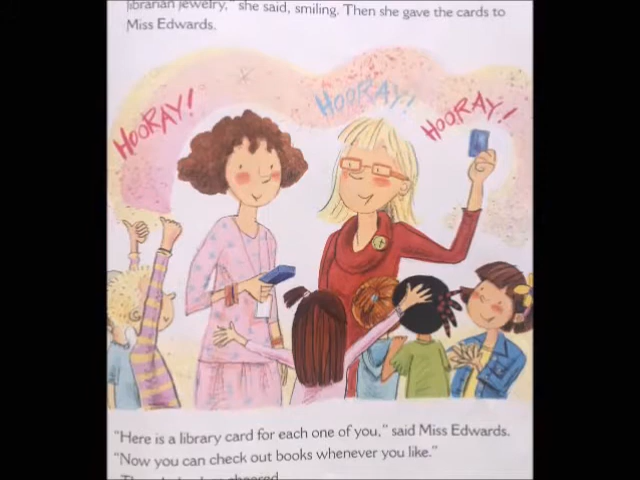 librarian jewelry," she said, smiling. Then she gave the cards to
Miss Edwards.
HOORAY!
HOORAY!
HOORAY!
"Here is a library card for each one of you," said Miss Edwards.
"Now you can check out books whenever you like."
cheered